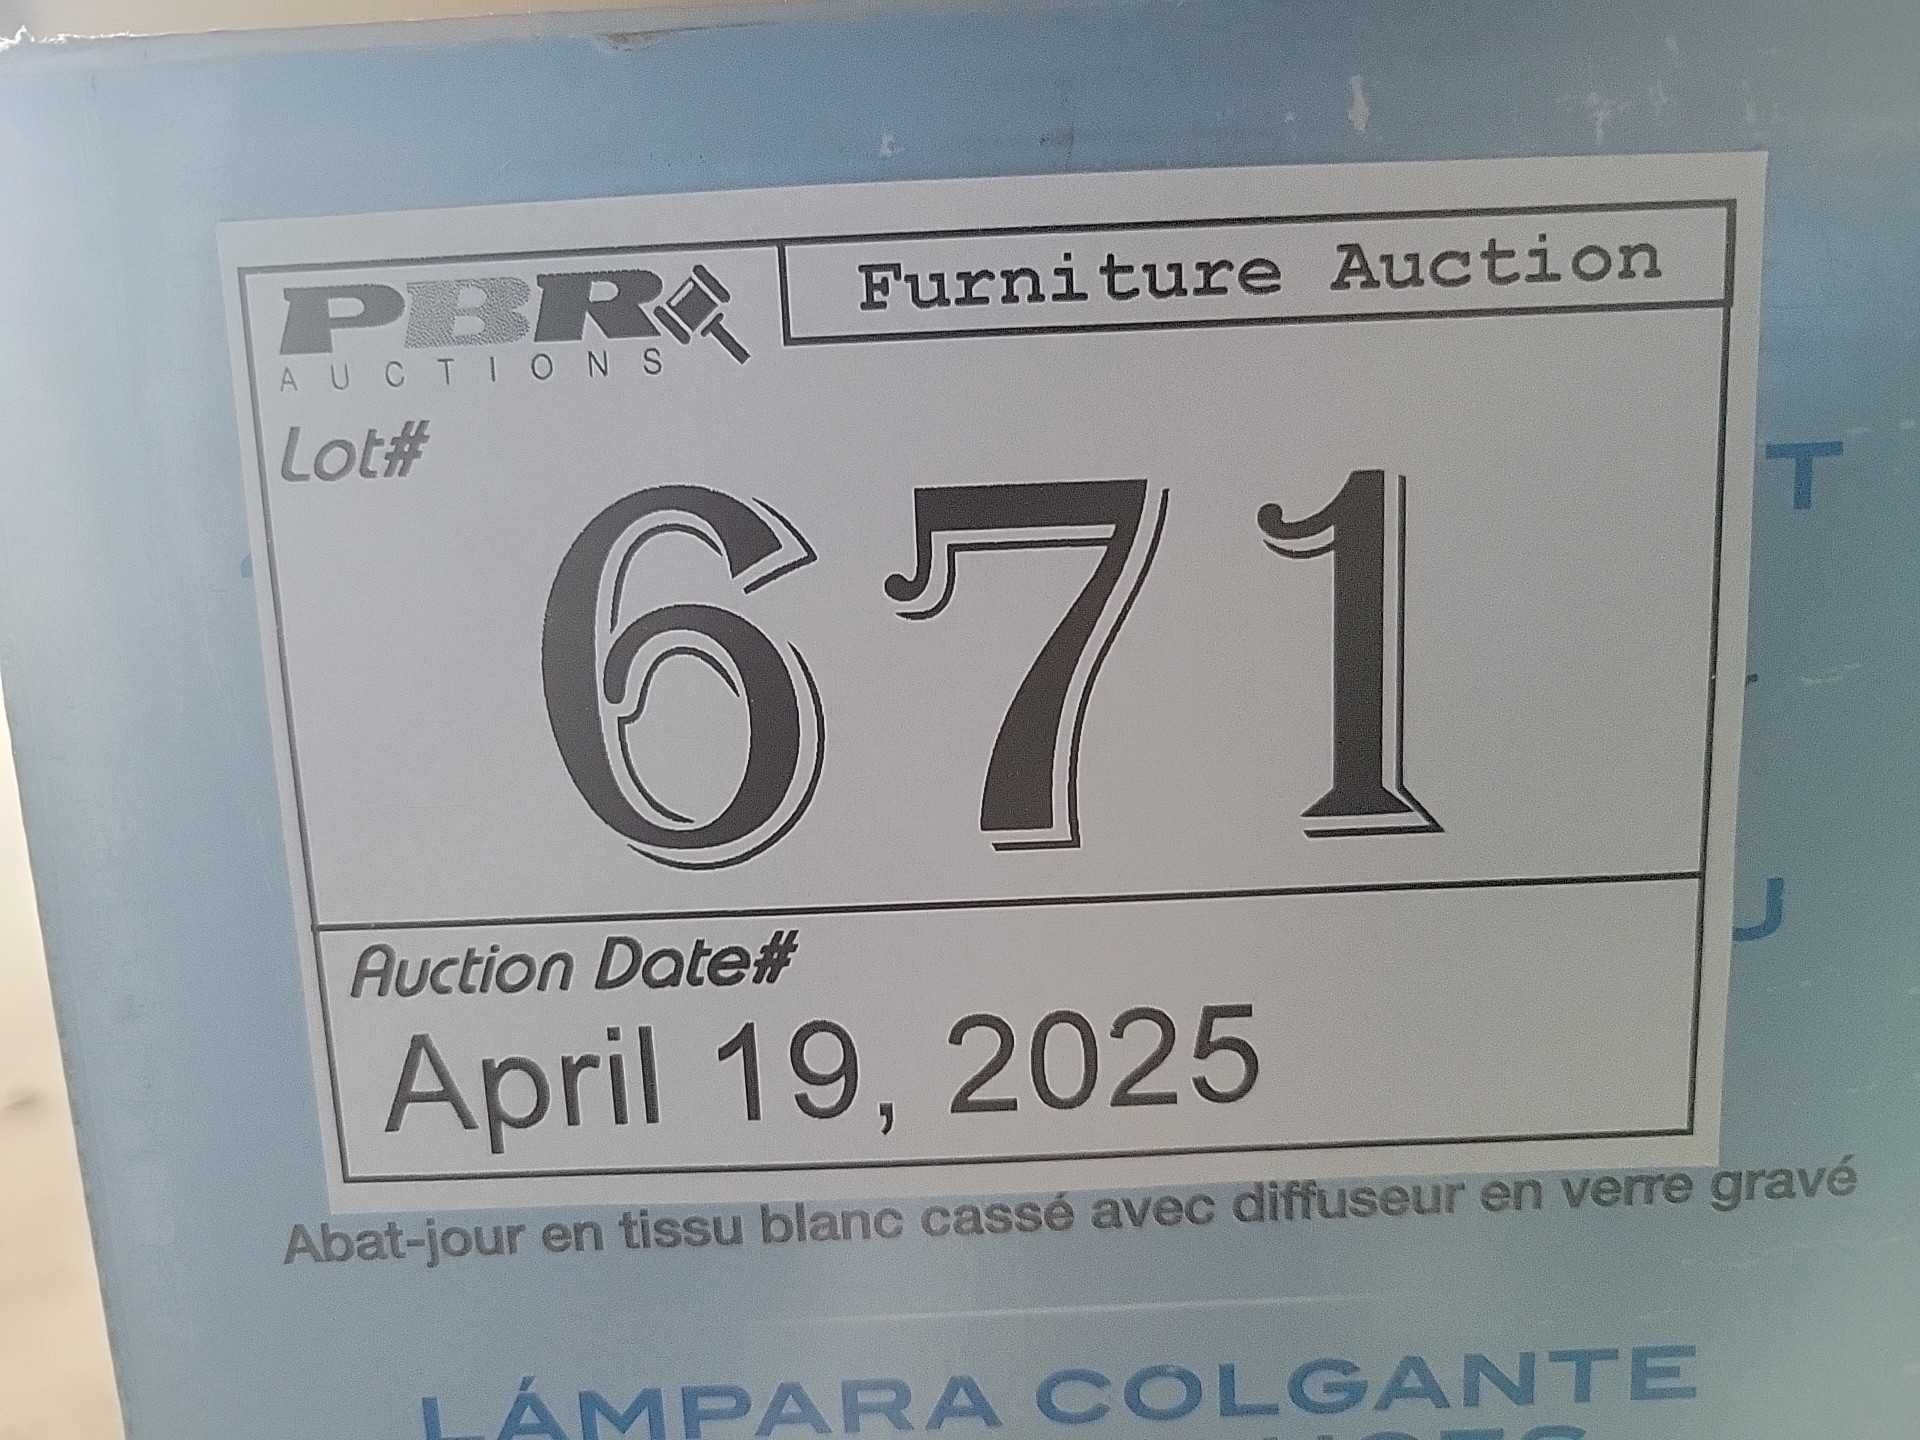 PBR
AUCTIONS
Furniture Auction
Lot#
671
T
U
Auction Date#
April 19, 2025
Abat-jour en tissu blanc cassé avec diffuseur en verre gravé
LÁMPARA COLGANTE